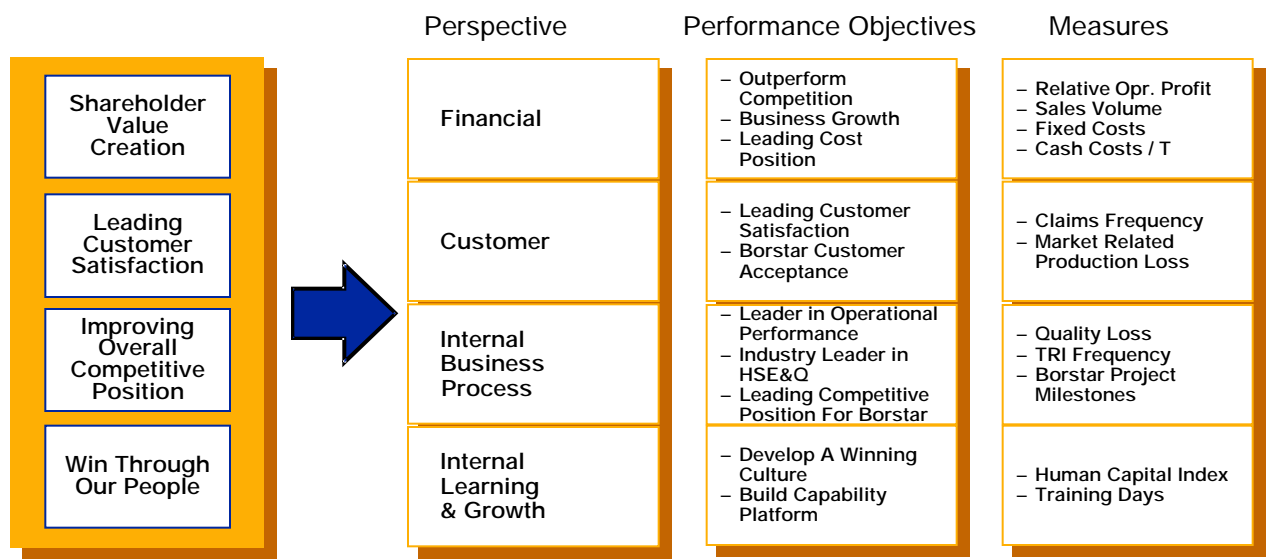 Perspective
Performance Objectives
Measures
Shareholder
Value
Creation
Leading
Customer
Satisfaction
Improving
Overall
Competitive
Position
Win Through
Our People
Financial
– Outperform
Competition
– Business Growth
– Leading Cost
Position
– Relative Opr. Profit
– Sales Volume
– Fixed Costs
– Cash Costs / T
Customer
– Leading Customer
Satisfaction
– Borstar Customer
Acceptance
– Claims Frequency
– Market Related
Production Loss
Internal
Business
Process
– Leader in Operational
Performance
– Industry Leader in
HSE&Q
– Leading Competitive
Position For Borstar
– Quality Loss
– TRI Frequency
– Borstar Project
Milestones
Internal
Learning
& Growth
– Develop A Winning
Culture
– Build Capability
Platform
– Human Capital Index
– Training Days